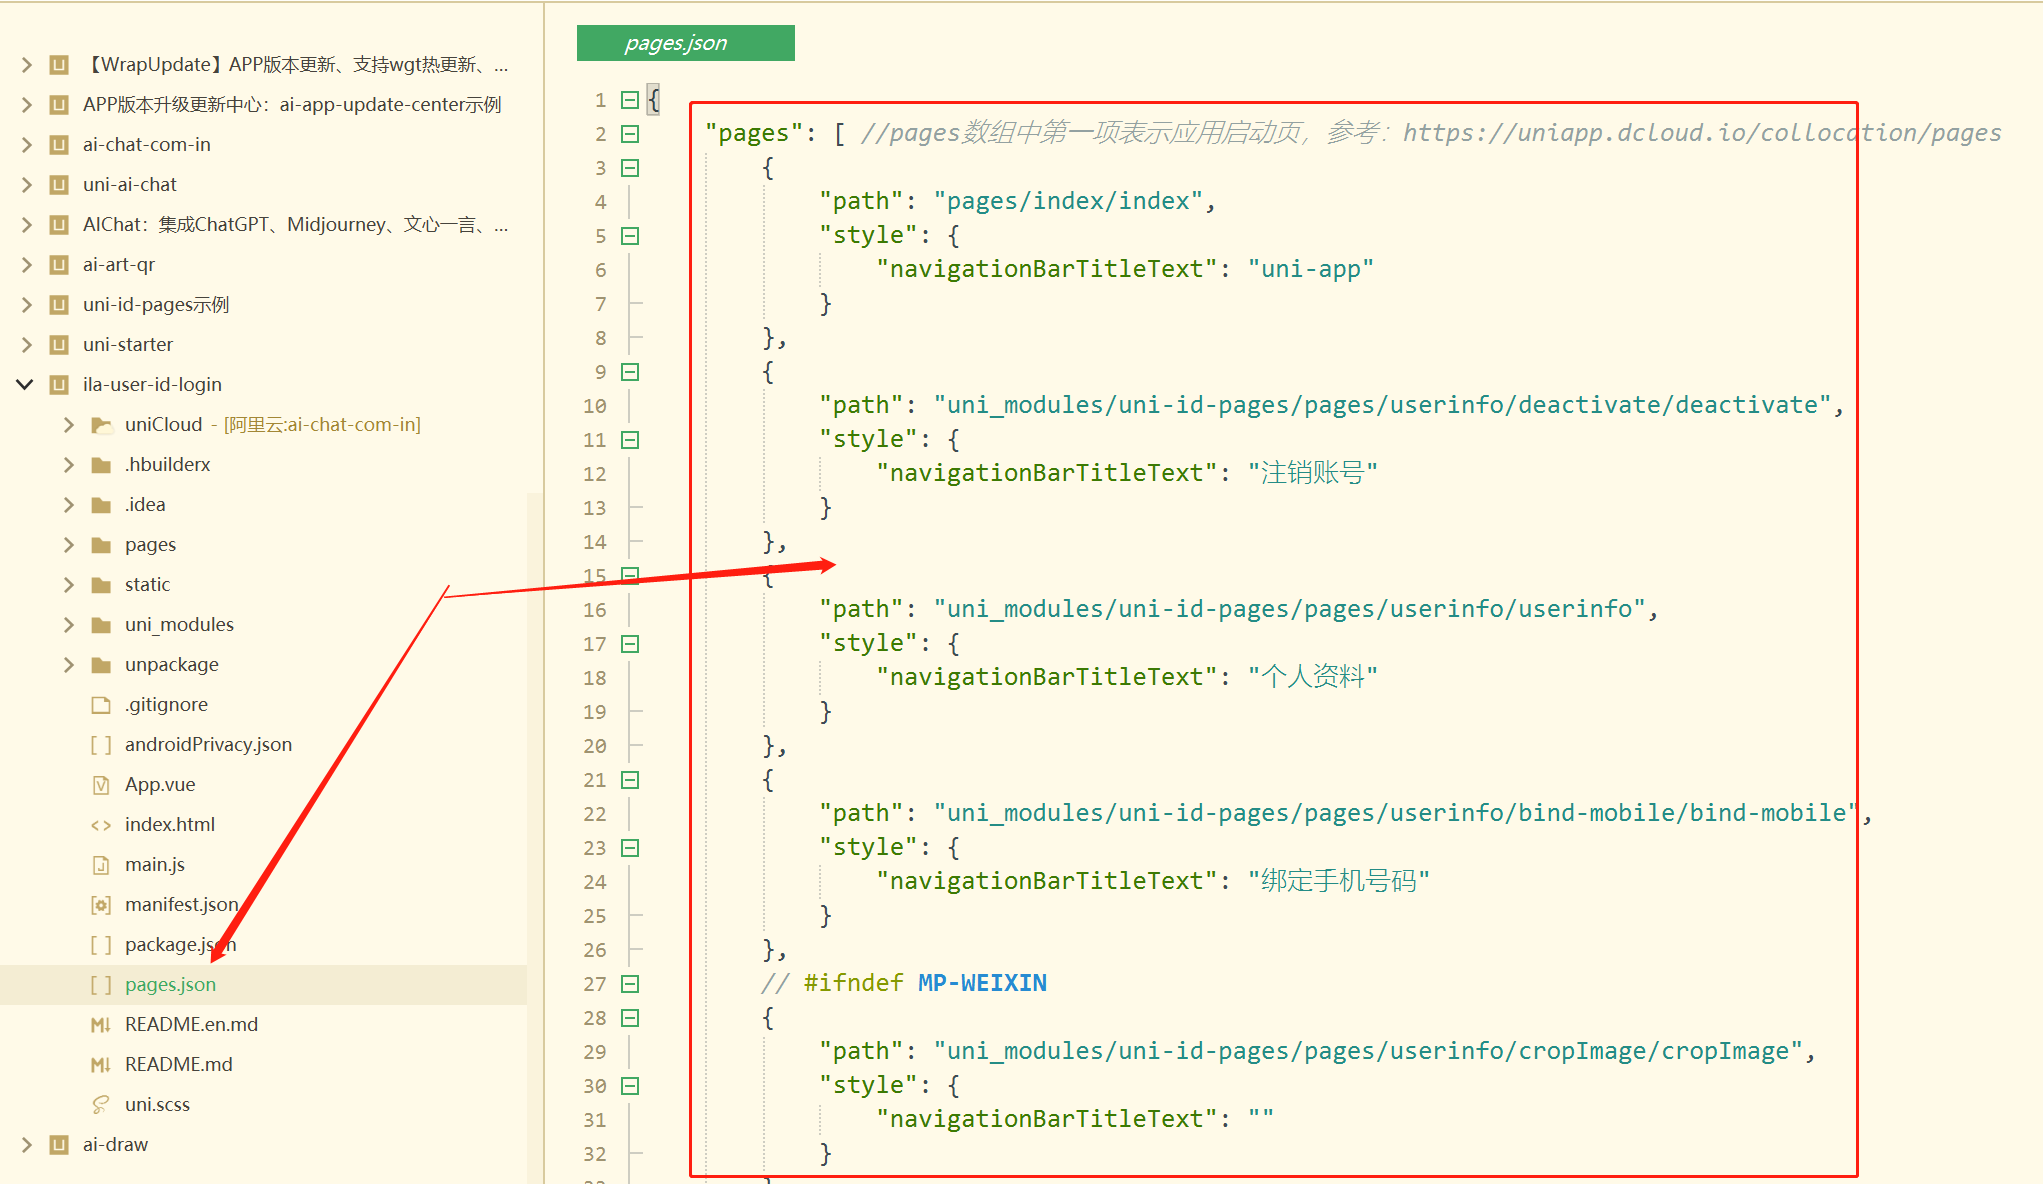 【WrapUpdate】APP版本更新、支持wgt热更新、...
APP版本升级更新中心：ai-app-update-center示例
ai-chat-com-in
uni-ai-chat
AIChat：集成ChatGPT、Midjourney、文心一言、...
ai-art-qr
uni-id-pages示例
uni-starter
ila-user-id-login
uniCloud - [阿里云:ai-chat-com-in]
.hbuilderx
.idea
pages
static
uni_modules
unpackage
.gitignore
androidPrivacy.json
App.vue
index.html
main.js
manifest.json
package.json
pages.json
README.en.md
README.md
uni.scss
ai-draw
pages.json
1 {
2 "pages": [ //pages数组中第一项表示应用启动页，参考：https://uniapp.dcloud.io/collocation/pages
3 {
4 "path": "pages/index/index",
5 "style": {
6 "navigationBarTitleText": "uni-app"
7 }
8 },
9 {
10 "path": "uni_modules/uni-id-pages/pages/userinfo/deactivate/deactivate",
11 "style": {
12 "navigationBarTitleText": "注销账号"
13 }
14 },
15 {
16 "path": "uni_modules/uni-id-pages/pages/userinfo/userinfo",
17 "style": {
18 "navigationBarTitleText": "个人资料"
19 }
20 },
21 {
22 "path": "uni_modules/uni-id-pages/pages/userinfo/bind-mobile/bind-mobile",
23 "style": {
24 "navigationBarTitleText": "绑定手机号码"
25 }
26 },
27 // #ifndef MP-WEIXIN
28 {
29 "path": "uni_modules/uni-id-pages/pages/userinfo/cropImage/cropImage",
30 "style": {
31 "navigationBarTitleText": ""
32 }